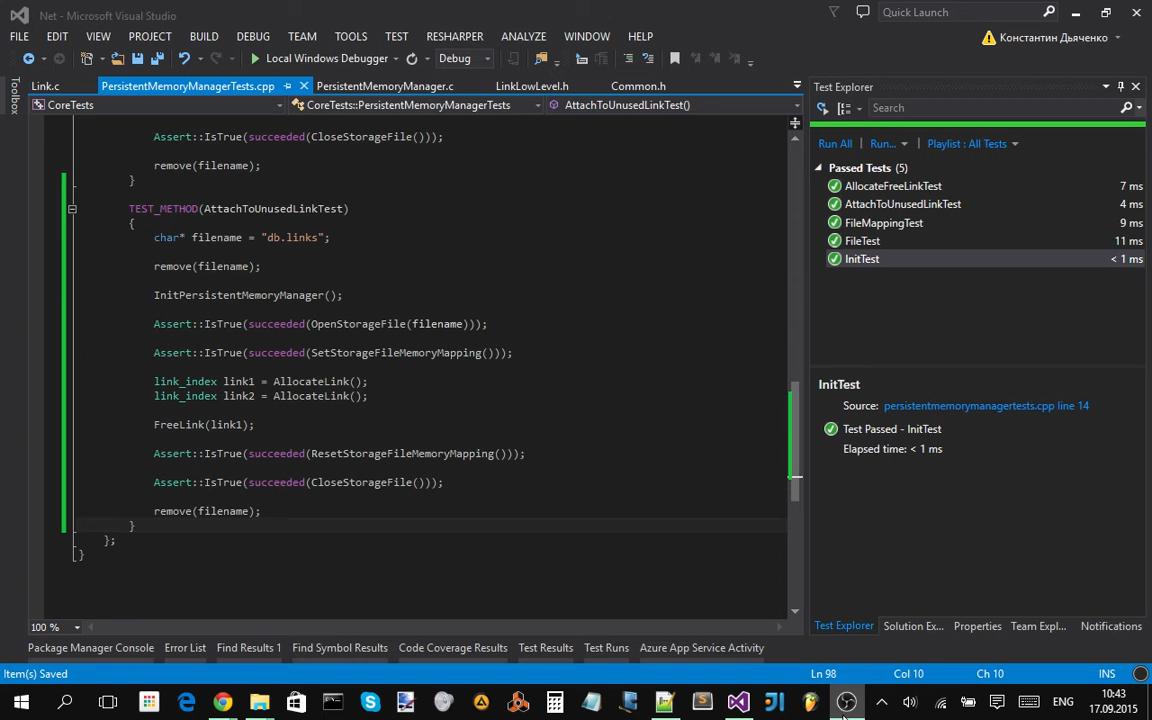 Net - Microsoft Visual Studio
Quick Launch
FILE EDIT VIEW PROJECT BUILD DEBUG TEAM TOOLS TEST RESHARPER ANALYZE WINDOW HELP
Константин Дьяченко
Local Windows Debugger
Debug
Toolbox
Link.c PersistentMemoryManagerTests.cpp PersistentMemoryManager.c LinkLowLevel.h Common.h
CoreTests CoreTests::PersistentMemoryManagerTests AttachToUnusedLinkTest()
Assert::IsTrue(succeeded(CloseStorageFile()));
remove(filename);
}
TEST_METHOD(AttachToUnusedLinkTest)
{
char* filename = "db.links";
remove(filename);
InitPersistentMemoryManager();
Assert::IsTrue(succeeded(OpenStorageFile(filename)));
Assert::IsTrue(succeeded(SetStorageFileMemoryMapping()));
link_index link1 = AllocateLink();
link_index link2 = AllocateLink();
FreeLink(link1);
Assert::IsTrue(succeeded(ResetStorageFileMemoryMapping()));
Assert::IsTrue(succeeded(CloseStorageFile()));
remove(filename);
}
};
}
100 %
Test Explorer
Search
Run All Run... Playlist : All Tests
Passed Tests (5)
AllocateFreeLinkTest 7 ms
AttachToUnusedLinkTest 4 ms
FileMappingTest 9 ms
FileTest 11 ms
InitTest < 1 ms
InitTest
Source: persistentmemorymanagertests.cpp line 14
Test Passed - InitTest
Elapsed time: < 1 ms
Test Explorer Solution Ex... Properties Team Expl... Notifications
Package Manager Console Error List Find Results 1 Find Symbol Results Code Coverage Results Test Results Test Runs Azure App Service Activity
Item(s) Saved Ln 98 Col 10 Ch 10 INS
ENG
10:43
17.09.2015